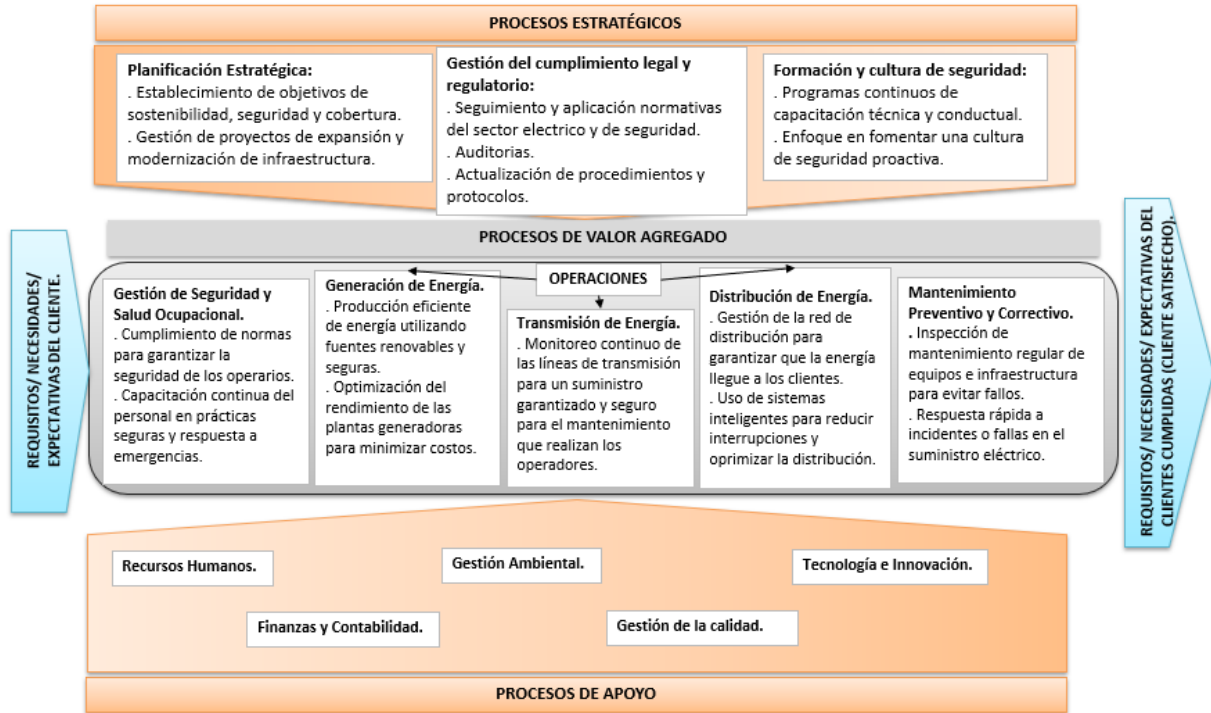 PROCESOS ESTRATÉGICOS
Planificación Estratégica:
. Establecimiento de objetivos de
sostenibilidad, seguridad y cobertura.
. Gestión de proyectos de expansión y
modernización de infraestructura.
Gestión del cumplimiento legal y
regulatorio:
. Seguimiento y aplicación normativas
del sector electrico y de seguridad.
. Auditorias.
. Actualización de procedimientos y
protocolos.
Formación y cultura de seguridad:
. Programas continuos de
capacitación técnica y conductual.
. Enfoque en fomentar una cultura
de seguridad proactiva.
PROCESOS DE VALOR AGREGADO
REQUISITOS/ NECESIDADES/
EXPECTATIVAS DEL CLIENTE.
OPERACIONES
Gestión de Seguridad y
Salud Ocupacional.
. Cumplimiento de normas
para garantizar la
seguridad de los operarios.
. Capacitación continua del
personal en prácticas
seguras y respuesta a
emergencias.
Generación de Energía.
. Producción eficiente
de energía utilizando
fuentes renovables y
seguras.
. Optimización del
rendimiento de las
plantas generadoras
para minimizar costos.
Transmisión de Energía.
. Monitoreo continuo de
las líneas de transmisión
para un suministro
garantizado y seguro
para el mantenimiento
que realizan los
operadores.
Distribución de Energía.
. Gestión de la red de
distribución para
garantizar que la energía
llegue a los clientes.
. Uso de sistemas
inteligentes para reducir
interrupciones y
oprimizar la distribución.
Mantenimiento
Preventivo y Correctivo.
. Inspección de
mantenimiento regular de
equipos e infraestructura
para evitar fallos.
. Respuesta rápida a
incidentes o fallas en el
suministro eléctrico.
REQUISITOS/ NECESIDADES/ EXPECTATIVAS DEL
CLIENTES CUMPLIDAS (CLIENTE SATISFECHO).
Recursos Humanos.
Gestión Ambiental.
Tecnología e Innovación.
Finanzas y Contabilidad.
Gestión de la calidad.
PROCESOS DE APOYO